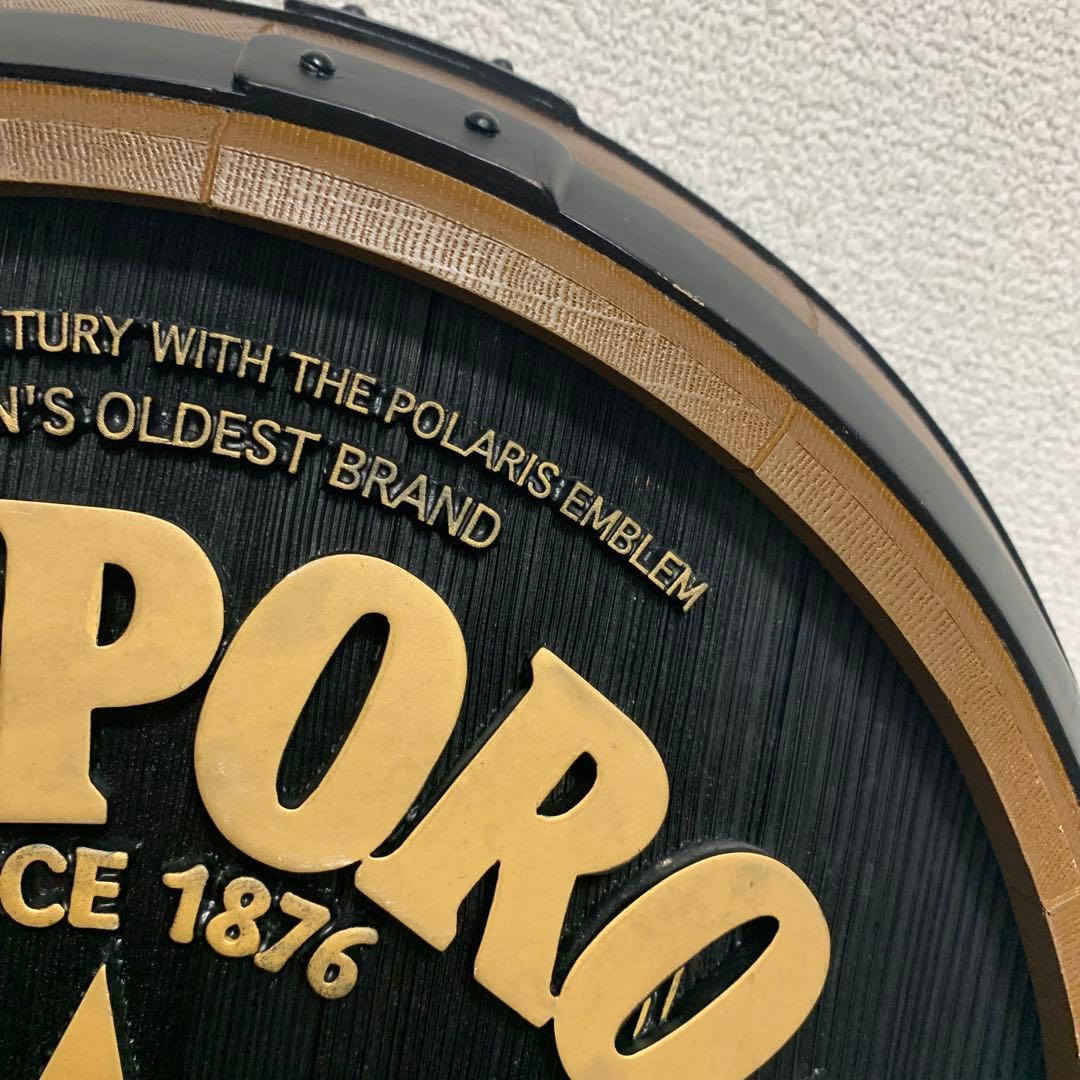 TURY WITH THE POLARIS EMBLEM
N'S OLDEST BRAND
PORO
CE 1876